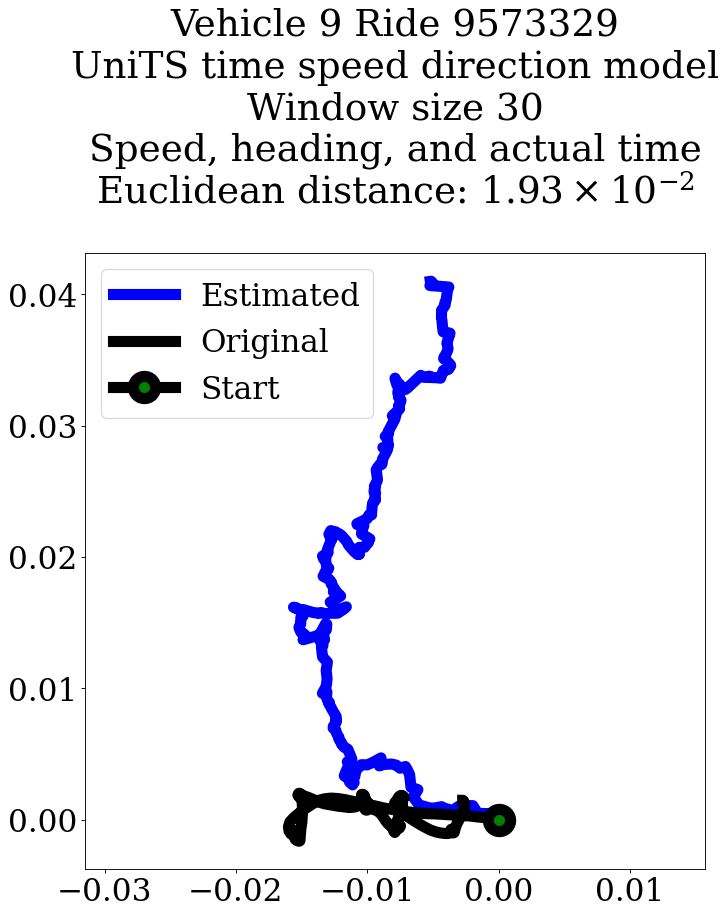 Vehicle 9 Ride 9573329
UniTS time speed direction model
Window size 30
Speed, heading, and actual time
Euclidean distance: 1.93 × 10⁻²
Estimated
Original
Start
0.04
0.03
0.02
0.01
0.00
−0.03 −0.02 −0.01 0.00 0.01